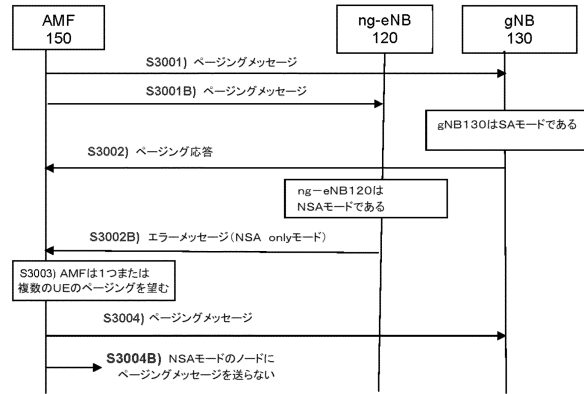 AMF
150
ng-eNB
120
gNB
130
S3001) ページングメッセージ
S3001B) ページングメッセージ
gNB130はSAモードである
S3002) ページング応答
ng－eNB120は
NSAモードである
S3002B) エラーメッセージ(NSA onlyモード)
S3003) AMFは1つまたは
複数のUEのページングを望む
S3004) ページングメッセージ
S3004B) NSAモードのノードに
ページングメッセージを送らない